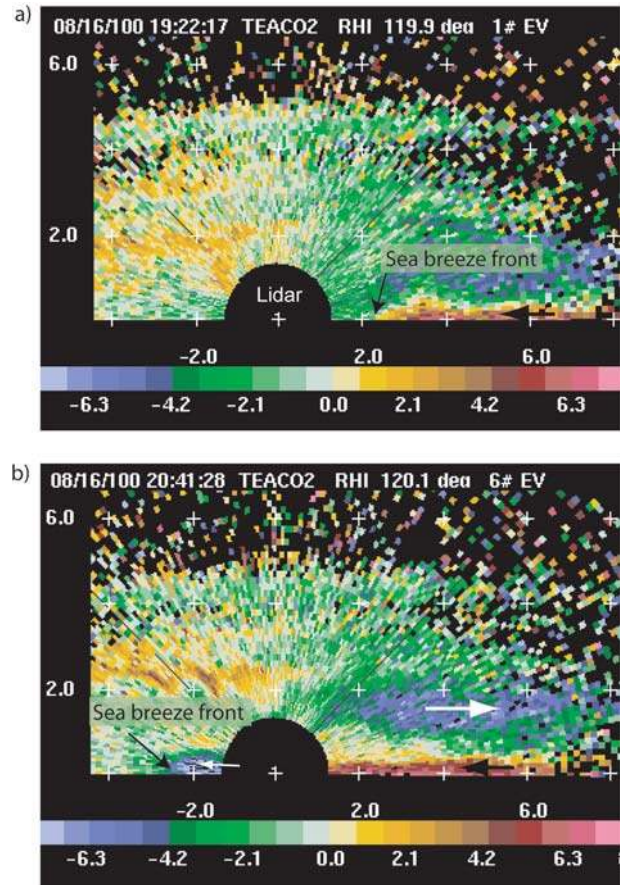 a)
08/16/100 19:22:17 TEACO2 RHI 119.9 deg 1# EV
6.0
2.0
Sea breeze front
Lidar
-2.0 2.0 6.0
-6.3 -4.2 -2.1 0.0 2.1 4.2 6.3
b)
08/16/100 20:41:28 TEACO2 RHI 120.1 deg 6# EV
6.0
2.0
Sea breeze front
-2.0 2.0 6.0
-6.3 -4.2 -2.1 0.0 2.1 4.2 6.3